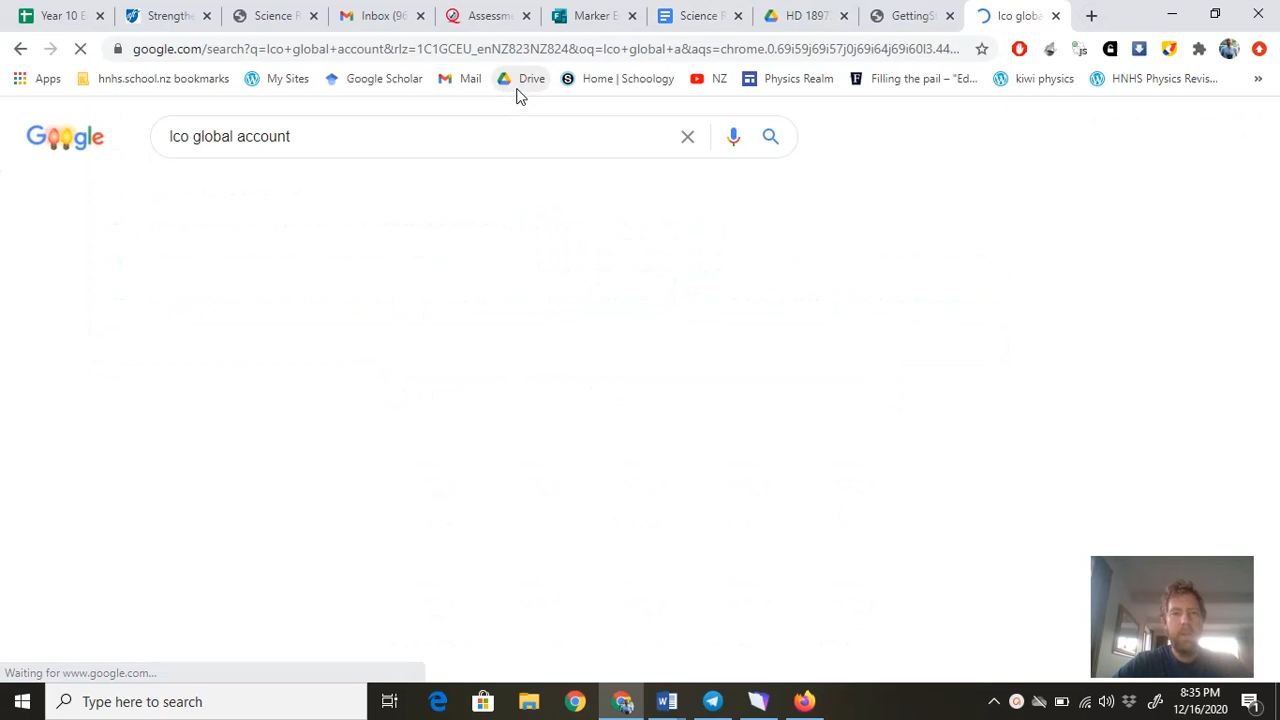 Year 10 E
Strengthe
Science R
Inbox (16
Assessm
Marker E
Science
HD 1897
GettingS
lco globa
google.com/search?q=lco+global+account&rlz=1C1GCEU_enNZ823NZ824&oq=lco+global+a&aqs=chrome.0.69i59j69i57j0j69i64j69i60l3.44...
Apps
hnhs.school.nz bookmarks
My Sites
Google Scholar
Mail
Drive
Home | Schoology
NZ
Physics Realm
Filling the pail – "Ed...
kiwi physics
HNHS Physics Revis...
»
Google
lco global account
Waiting for www.google.com...
Type here to search
8:35 PM
12/16/2020